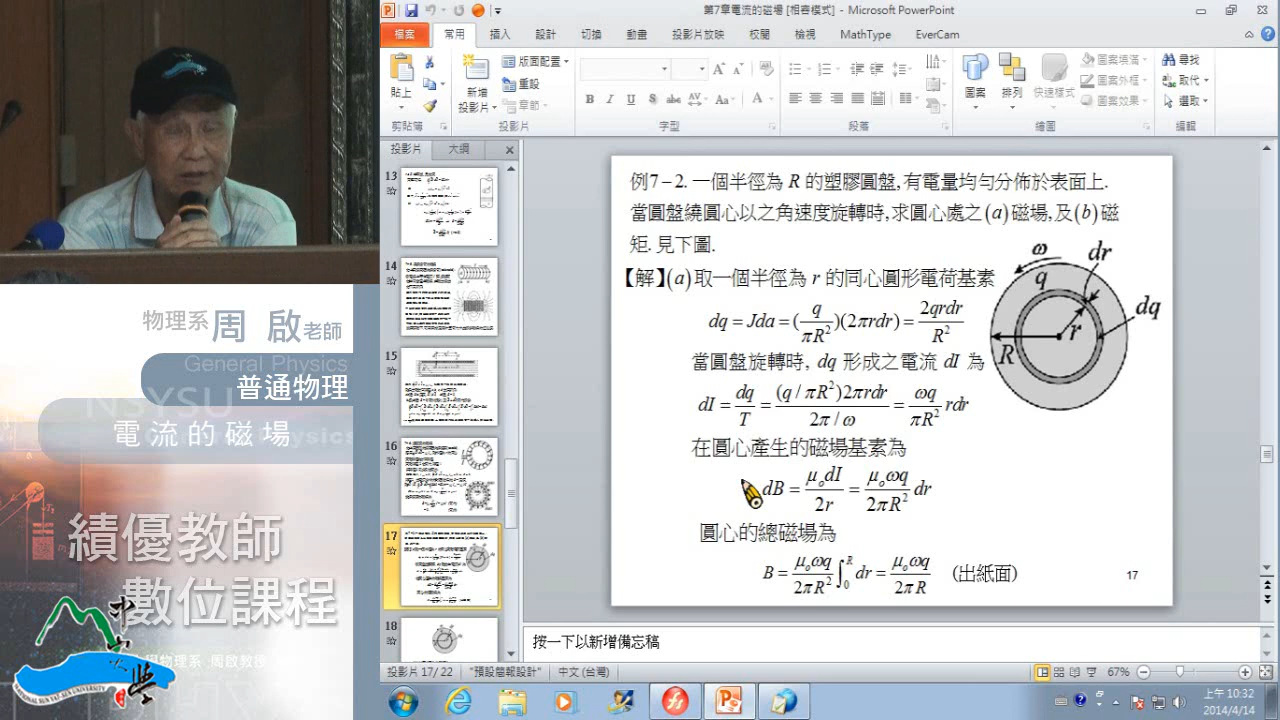 第7章電流的磁場 [相容模式] - Microsoft PowerPoint
檔案 常用 插入 設計 切換 動畫 投影片放映 校閱 檢視 MathType EverCam
貼上 新增 投影片 版面配置 重設 章節 圖案 排列 快速樣式 圖案填滿 圖案外框 圖案效果 尋找 取代 選取
剪貼簿 投影片 字型 段落 繪圖 編輯
投影片 大綱
13
14
15
16
17
18
例7-2. 一個半徑為 R 的塑膠圓盤, 有電量均勻分佈於表面上.
當圓盤繞圓心以之角速度旋轉時, 求圓心處之(a)磁場, 及(b)磁
矩. 見下圖.
【解】(a)取一個半徑為 r 的同心圓形電荷基素
dq = Jda = (q/πR²)(2πrdr) = 2qrdr/R²
當圓盤旋轉時, dq 形成之電流 dI 為
dI = dq/T = (q/πR²)2πrdr/2π/ω = ωq/πR² rdr
在圓心產生的磁場基素為
dB = μ₀dI/2r = μ₀ωq/2πR² dr
圓心的總磁場為
B = μ₀ωq/2πR² ∫₀ᴿ dr = μ₀ωq/2πR (出紙面)
ω dr q dq r R
按一下以新增備忘稿
投影片 17/22 "預設簡報設計" 中文 (台灣) 67%
上午 10:32
2014/4/14
物理系 周 啟 老師
General Physics
普通物理
電流的磁場
績優教師
數位課程
中山大學
NATIONAL SUN YAT-SEN UNIVERSITY